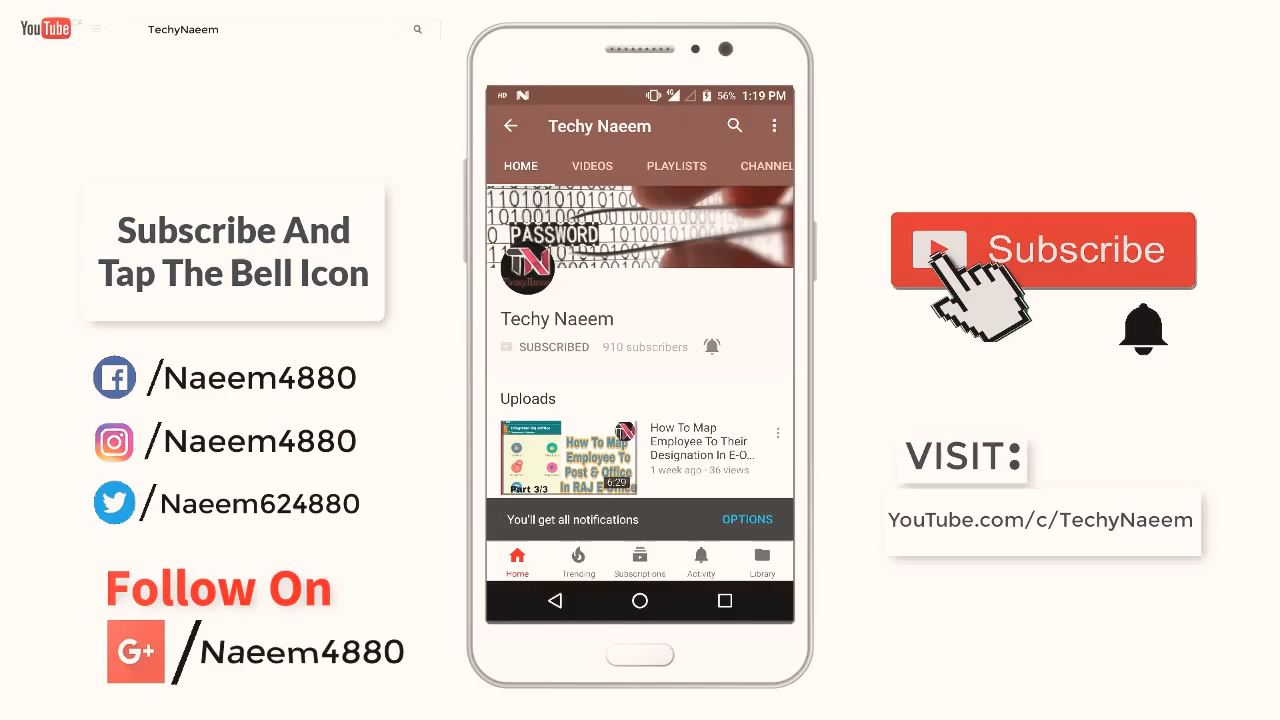 YouTube
TechyNaeem
Subscribe And
Tap The Bell Icon
/Naeem4880
/Naeem4880
/Naeem624880
Follow On
G+ /Naeem4880
HD 4G 56% 1:19 PM
Techy Naeem
HOME VIDEOS PLAYLISTS CHANNEL
PASSWORD
TN
Techy Naeem
SUBSCRIBED 910 subscribers
Uploads
How To Map
Employee To
Post & Office
In RAJ E-Office
Part 3/3
6:29
How To Map
Employee To Their
Designation In E-O...
1 week ago · 36 views
You'll get all notifications OPTIONS
Home Trending Subscriptions Activity Library
Subscribe
VISIT:
YouTube.com/c/TechyNaeem